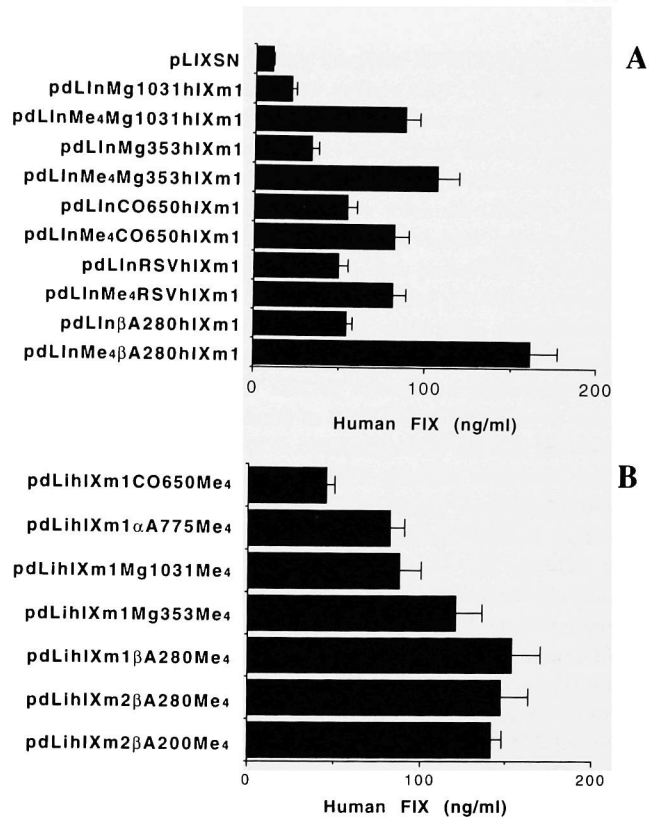 A
pLIXSN
pdLInMg1031hIXm1
pdLInMe4Mg1031hIXm1
pdLInMg353hIXm1
pdLInMe4Mg353hIXm1
pdLInCO650hIXm1
pdLInMe4CO650hIXm1
pdLInRSVhIXm1
pdLInMe4RSVhIXm1
pdLInβA280hIXm1
pdLInMe4βA280hIXm1
0 100 200
Human FIX (ng/ml)
B
pdLihIXm1CO650Me4
pdLihIXm1αA775Me4
pdLihIXm1Mg1031Me4
pdLihIXm1Mg353Me4
pdLihIXm1βA280Me4
pdLihIXm2βA280Me4
pdLihIXm2βA200Me4
0 100 200
Human FIX (ng/ml)